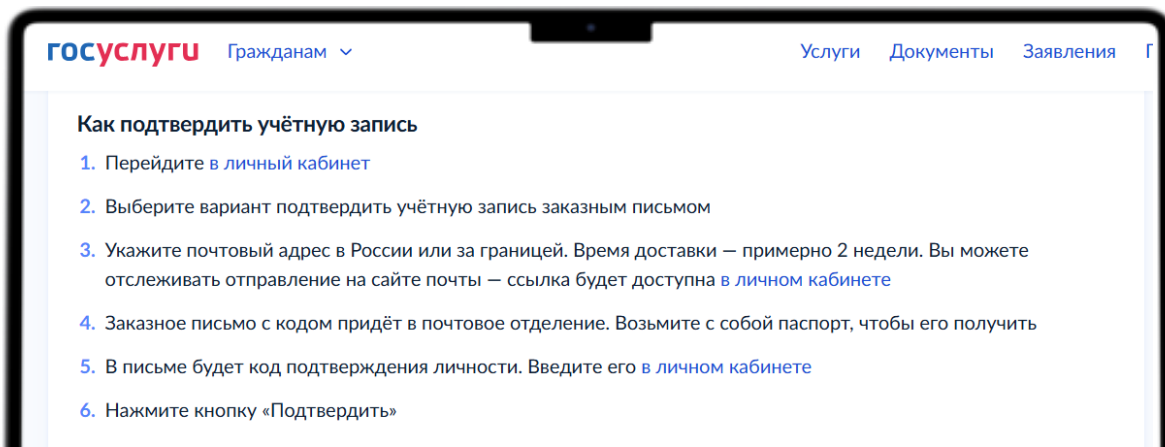 госуслуги Гражданам Услуги Документы Заявления
Как подтвердить учётную запись
1. Перейдите в личный кабинет
2. Выберите вариант подтвердить учётную запись заказным письмом
3. Укажите почтовый адрес в России или за границей. Время доставки — примерно 2 недели. Вы можете
отслеживать отправление на сайте почты — ссылка будет доступна в личном кабинете
4. Заказное письмо с кодом придёт в почтовое отделение. Возьмите с собой паспорт, чтобы его получить
5. В письме будет код подтверждения личности. Введите его в личном кабинете
6. Нажмите кнопку «Подтвердить»